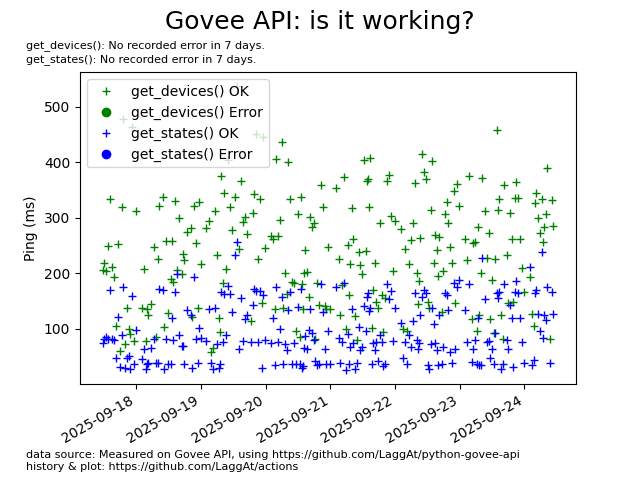 Govee API: is it working?
get_devices(): No recorded error in 7 days.
get_states(): No recorded error in 7 days.
get_devices() OK
get_devices() Error
get_states() OK
get_states() Error
Ping (ms)
500
400
300
200
100
2025-09-18
2025-09-19
2025-09-20
2025-09-21
2025-09-22
2025-09-23
2025-09-24
data source: Measured on Govee API, using https://github.com/LaggAt/python-govee-api
history & plot: https://github.com/LaggAt/actions